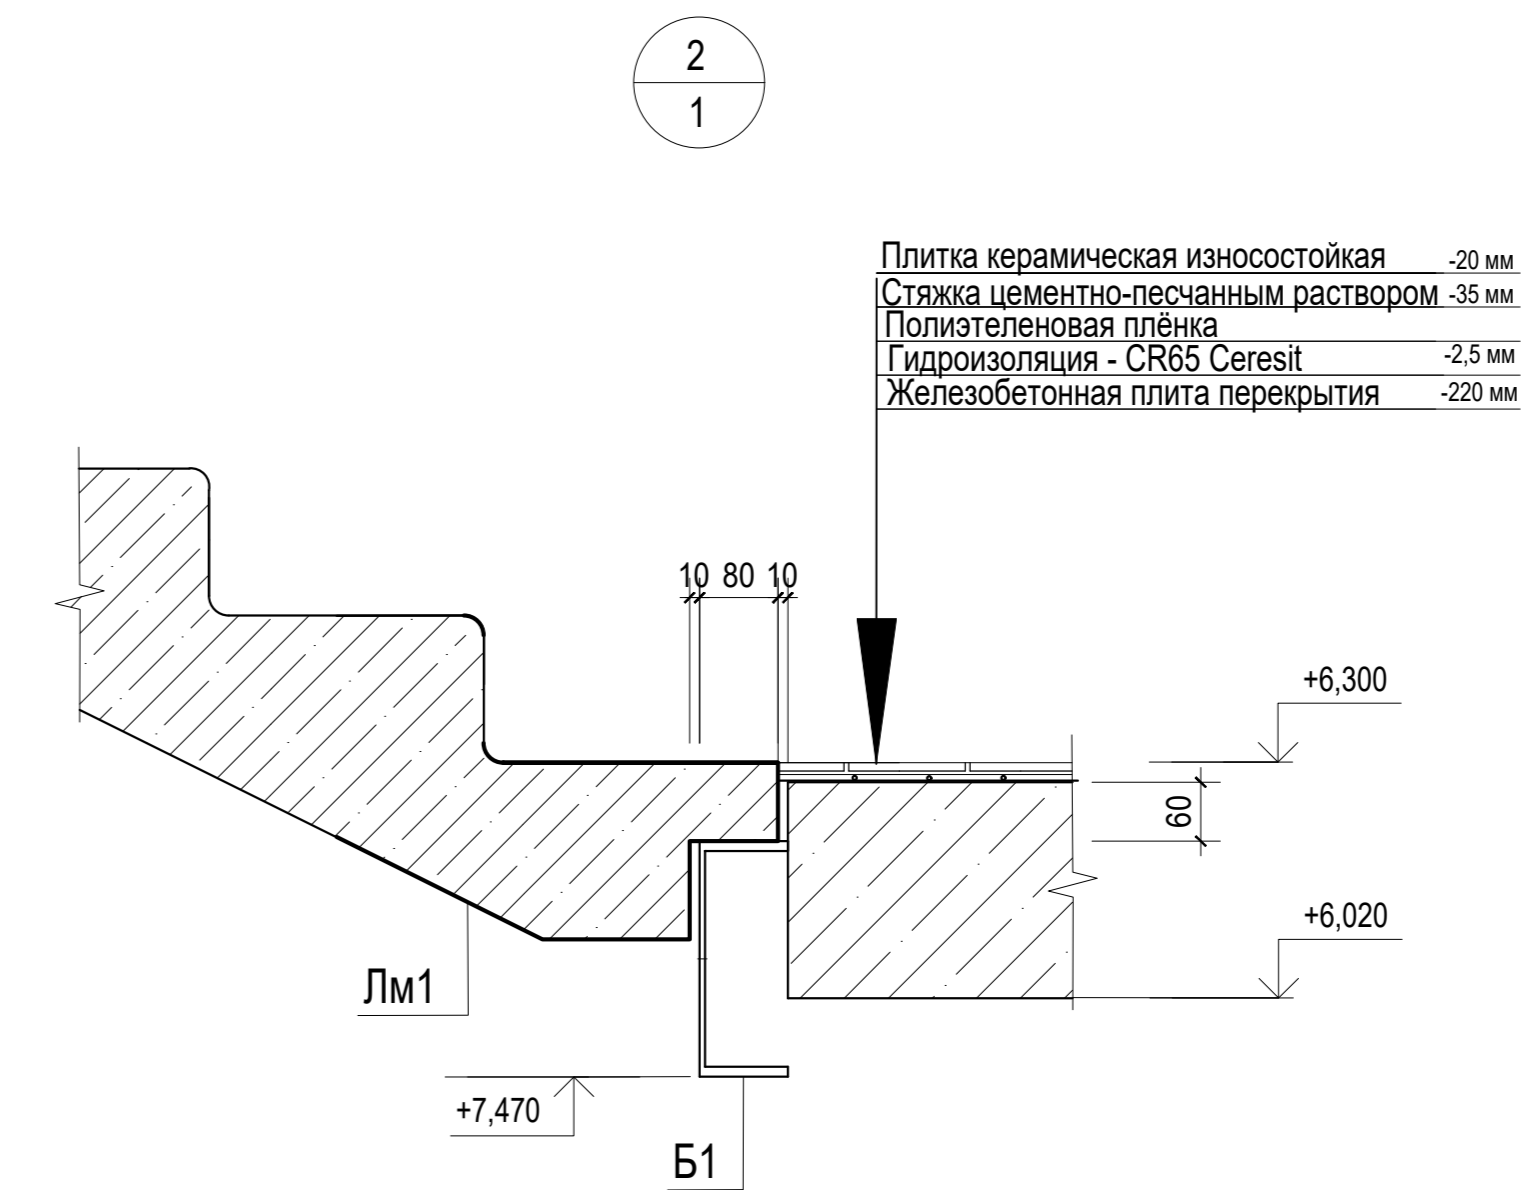 2
1
Плитка керамическая износостойкая -20 мм
Стяжка цементно-песчанным раствором -35 мм
Полиэтеленовая плёнка
Гидроизоляция - CR65 Ceresit -2,5 мм
Железобетонная плита перекрытия -220 мм
10 80 10
+6,300
60
+6,020
Лм1
+7,470
Б1